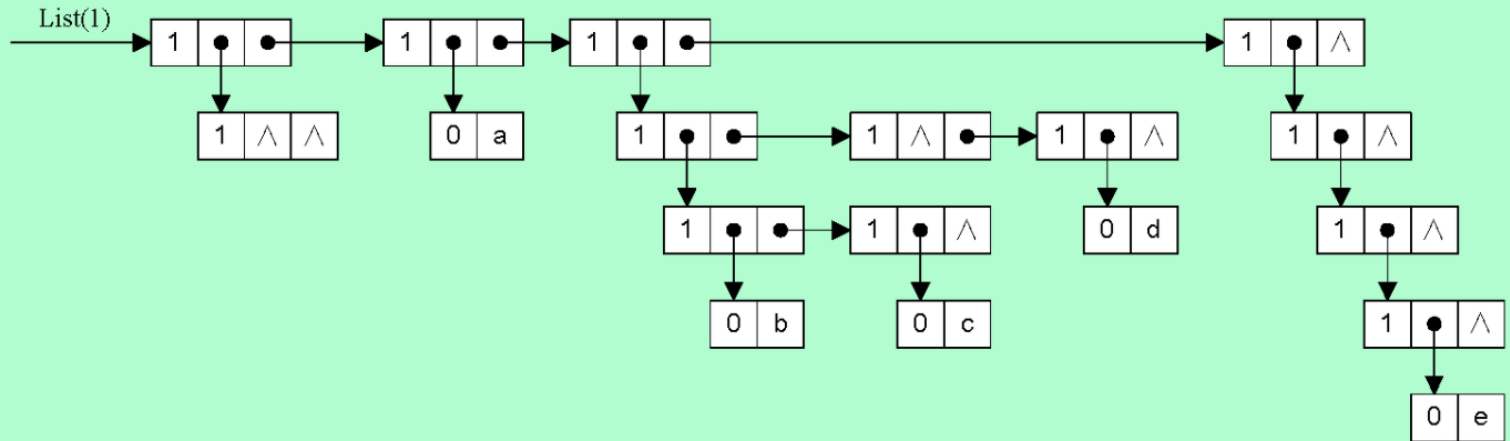 List(1)
1 1 1 1 ∧
1 ∧ ∧ 0 a 1 1 ∧ 1 ∧ 1 ∧
1 1 ∧ 0 d 1 ∧
0 b 0 c 1 ∧
0 e